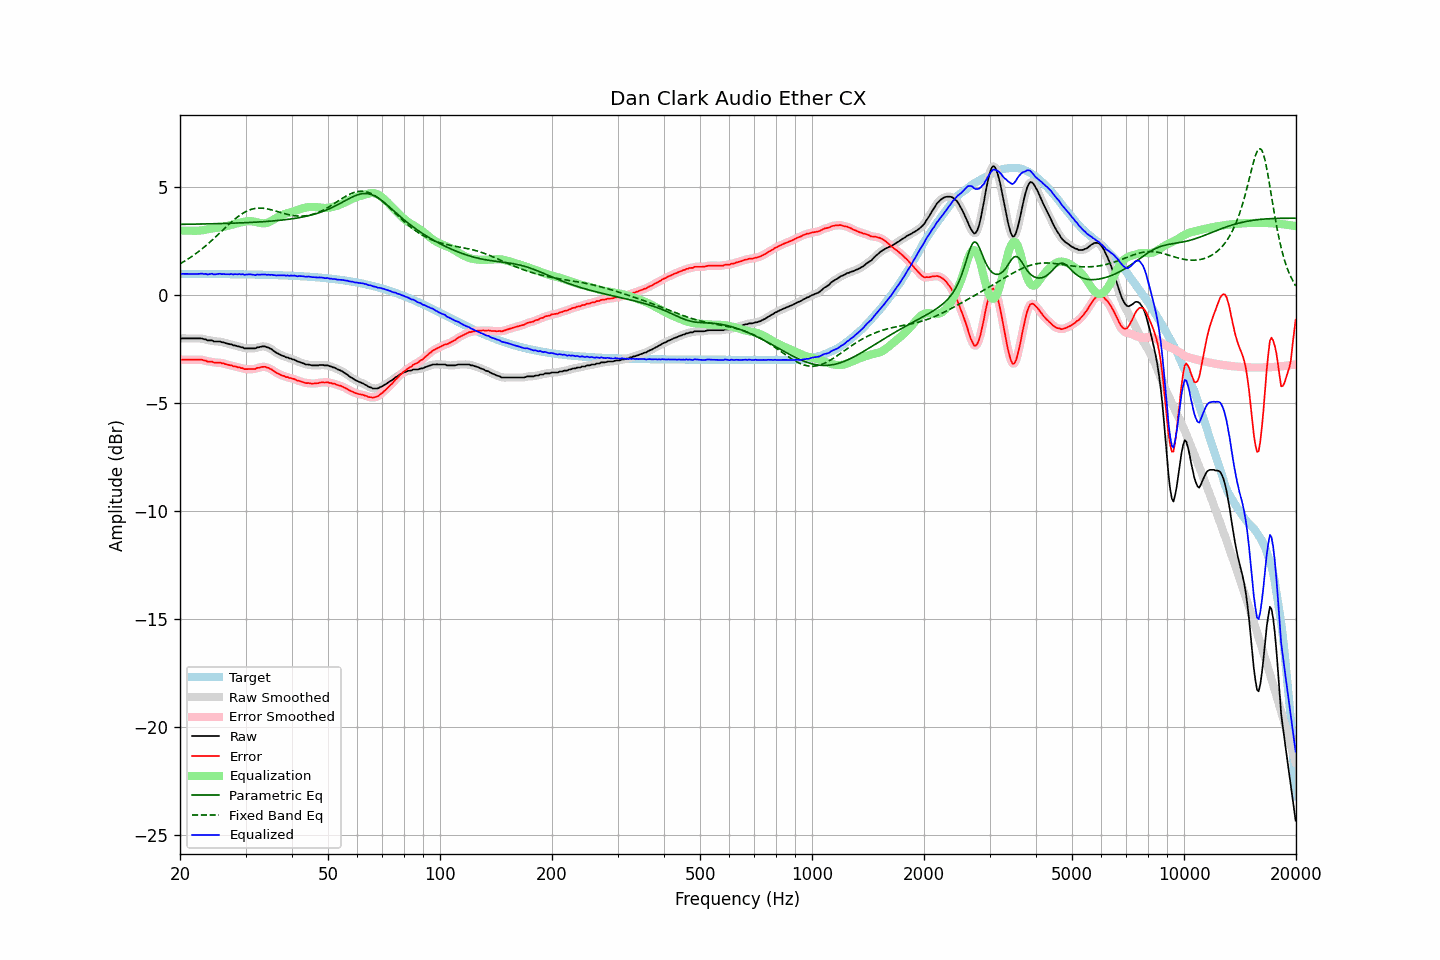 Dan Clark Audio Ether CX
Amplitude (dBr)
5
0
−5
−10
−15
−20
−25
Target
Raw Smoothed
Error Smoothed
Raw
Error
Equalization
Parametric Eq
Fixed Band Eq
Equalized
20 50 100 200 500 1000 2000 5000 10000 20000
Frequency (Hz)